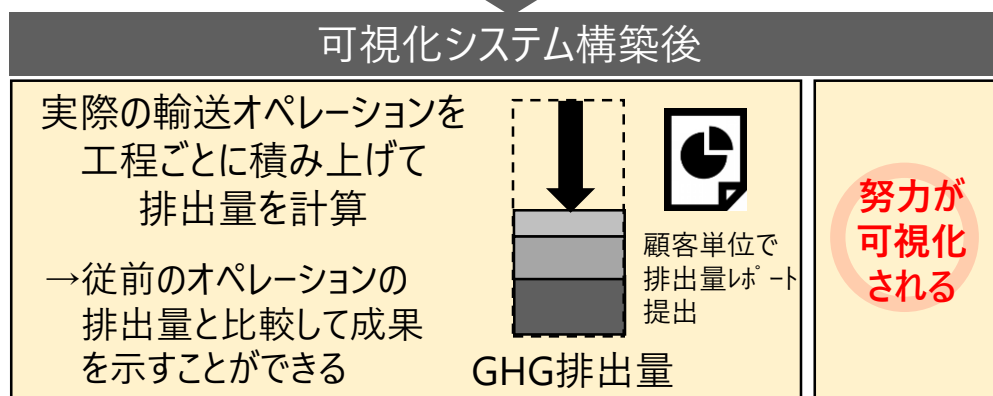 可視化システム構築後
実際の輸送オペレーションを
工程ごとに積み上げて
排出量を計算
→従前のオペレーションの
排出量と比較して成果
を示すことができる
顧客単位で
排出量ﾚﾎﾟｰﾄ
提出
GHG排出量
努力が
可視化
される